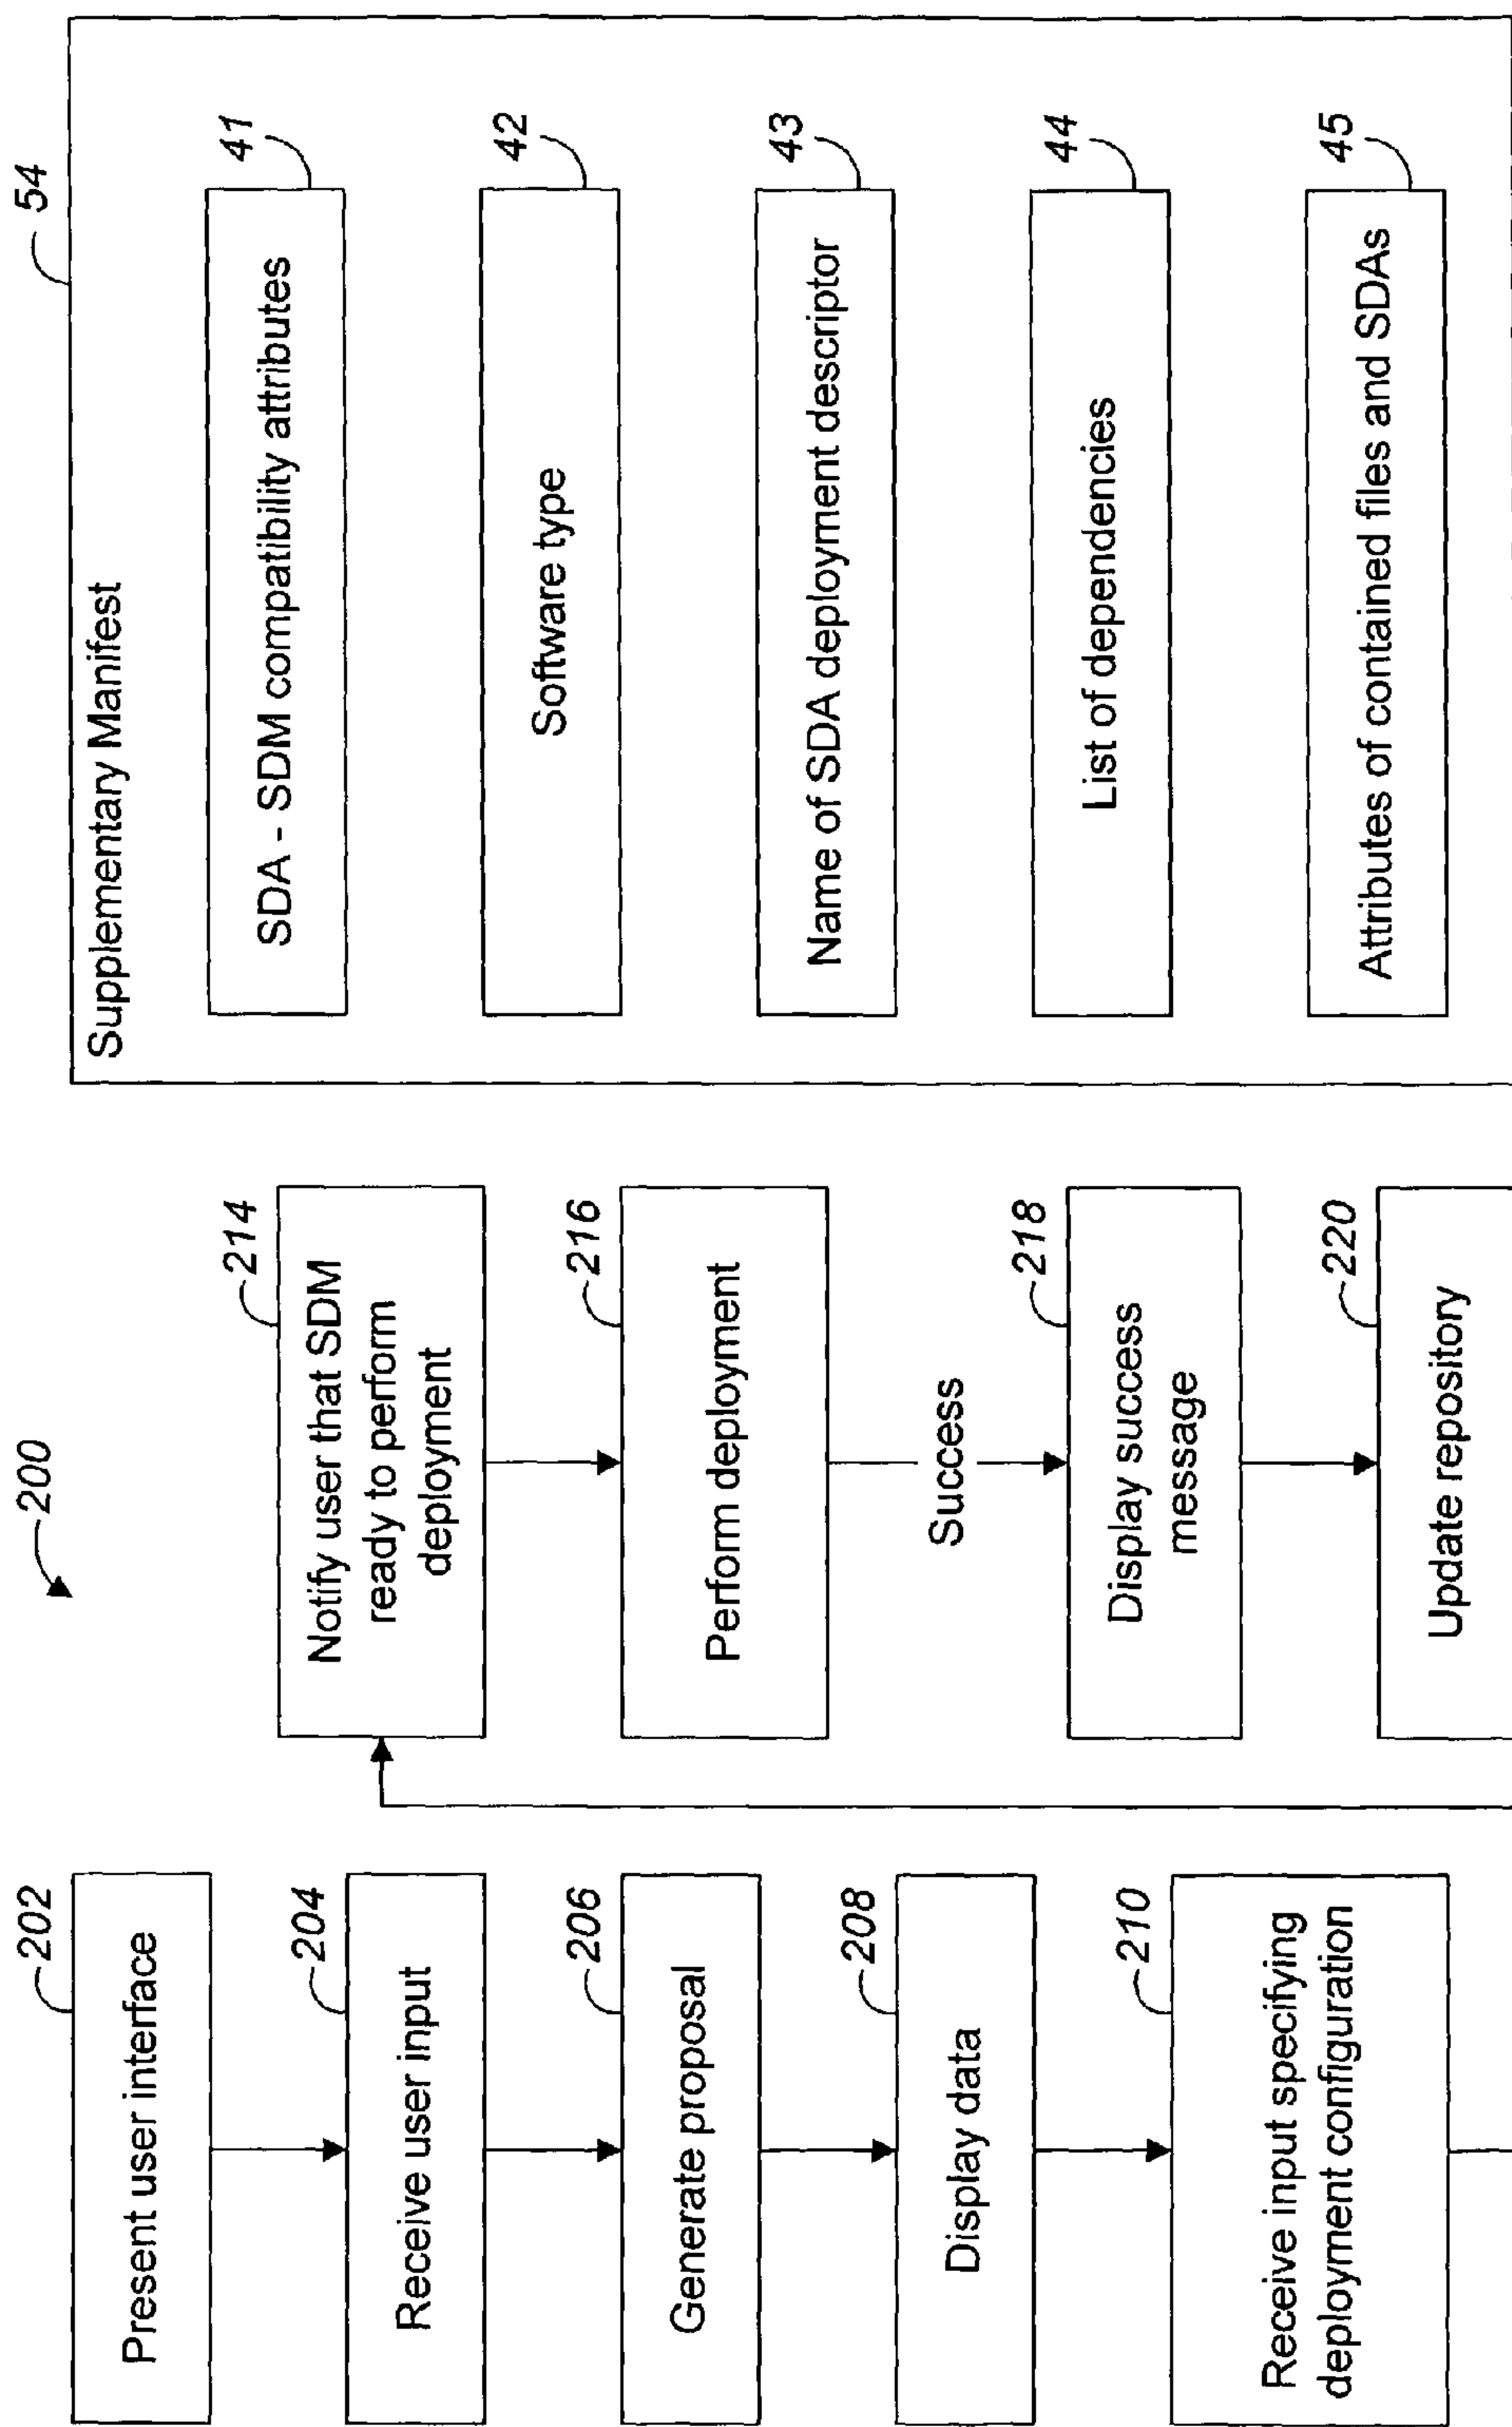 200
202
Present user interface
204
Receive user input
206
Generate proposal
208
Display data
210
Receive input specifying
deployment configuration
214
Notify user that SDM
ready to perform
deployment
216
Perform deployment
Success
218
Display success
message
220
Update repository
54
Supplementary Manifest
41
SDA - SDM compatibility attributes
42
Software type
43
Name of SDA deployment descriptor
44
List of dependencies
45
Attributes of contained files and SDAs